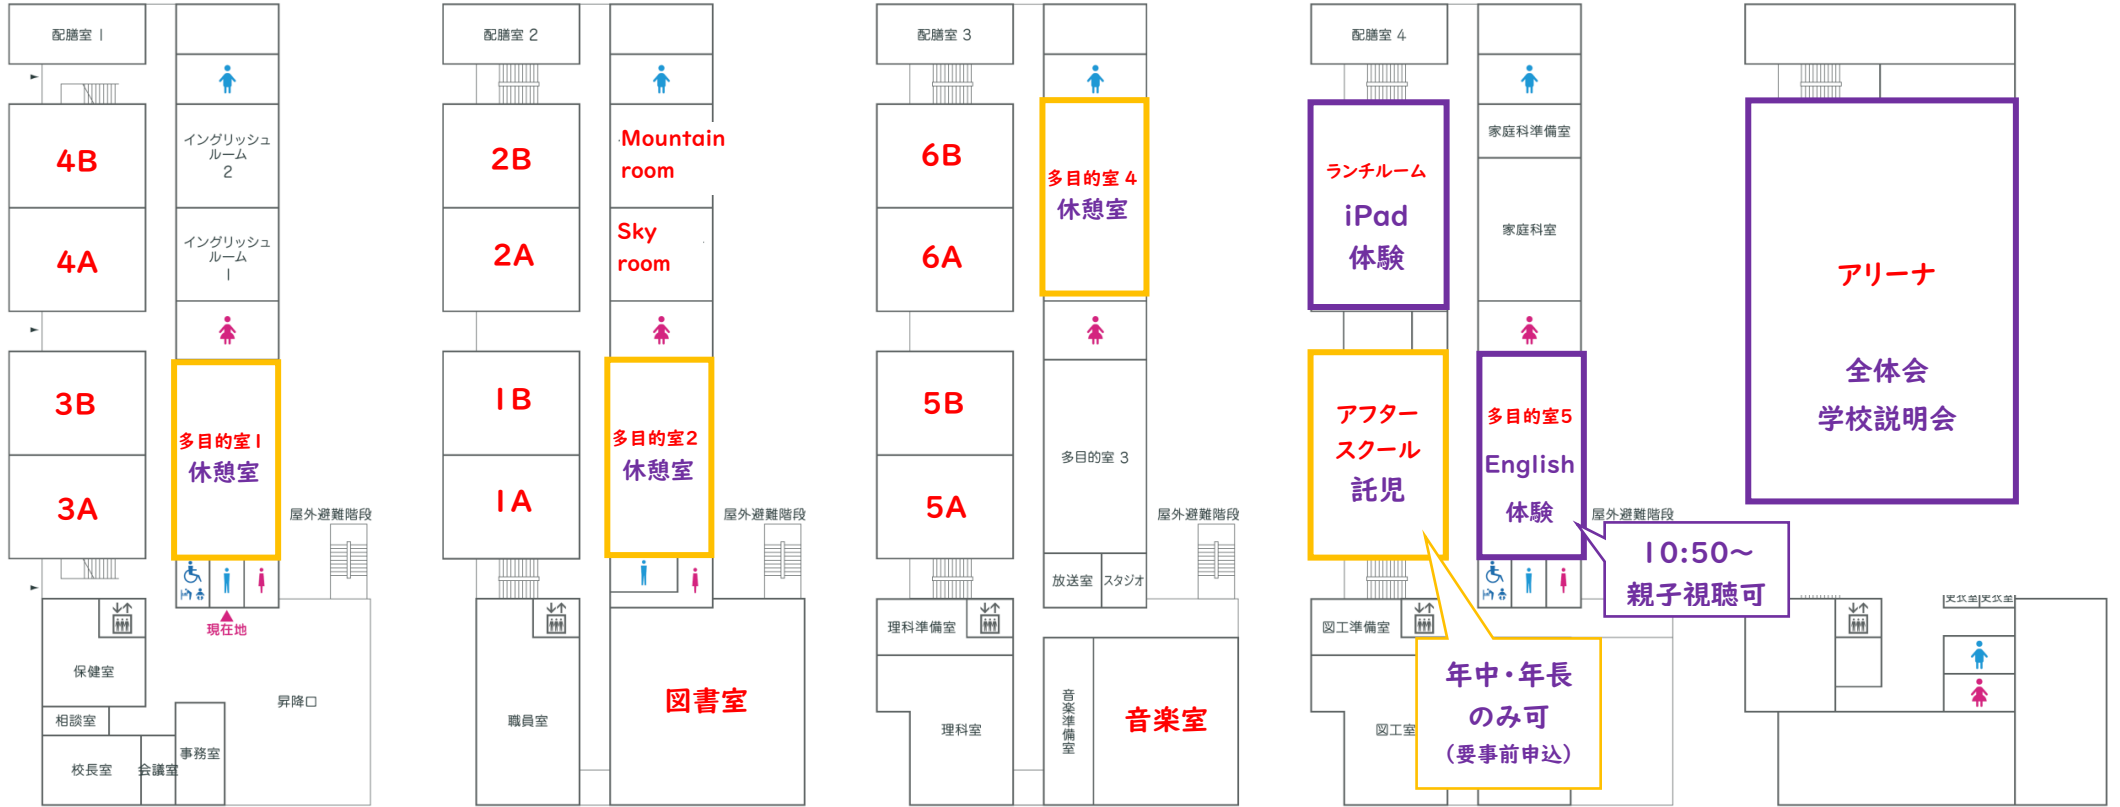 配膳室 1
イングリッシュ
ルーム
2
4B
4A
イングリッシュ
ルーム
1
3B
3A
多目的室1
休憩室
屋外避難階段
現在地
保健室
相談室
校長室
会議室
事務室
昇降口
配膳室 2
2B
Mountain
room
2A
Sky
room
1B
1A
多目的室2
休憩室
屋外避難階段
職員室
図書室
配膳室 3
6B
6A
多目的室 4
休憩室
5B
5A
多目的室 3
屋外避難階段
放送室
スタジオ
理科準備室
理科室
音楽準備室
音楽室
配膳室 4
家庭科準備室
ランチルーム
iPad
体験
家庭科室
アフター
スクール
託児
多目的室5
English
体験
屋外避難階段
10:50~
親子視聴可
図工準備室
図工室
年中・年長
のみ可
(要事前申込)
アリーナ
全体会
学校説明会
更衣室
更衣室